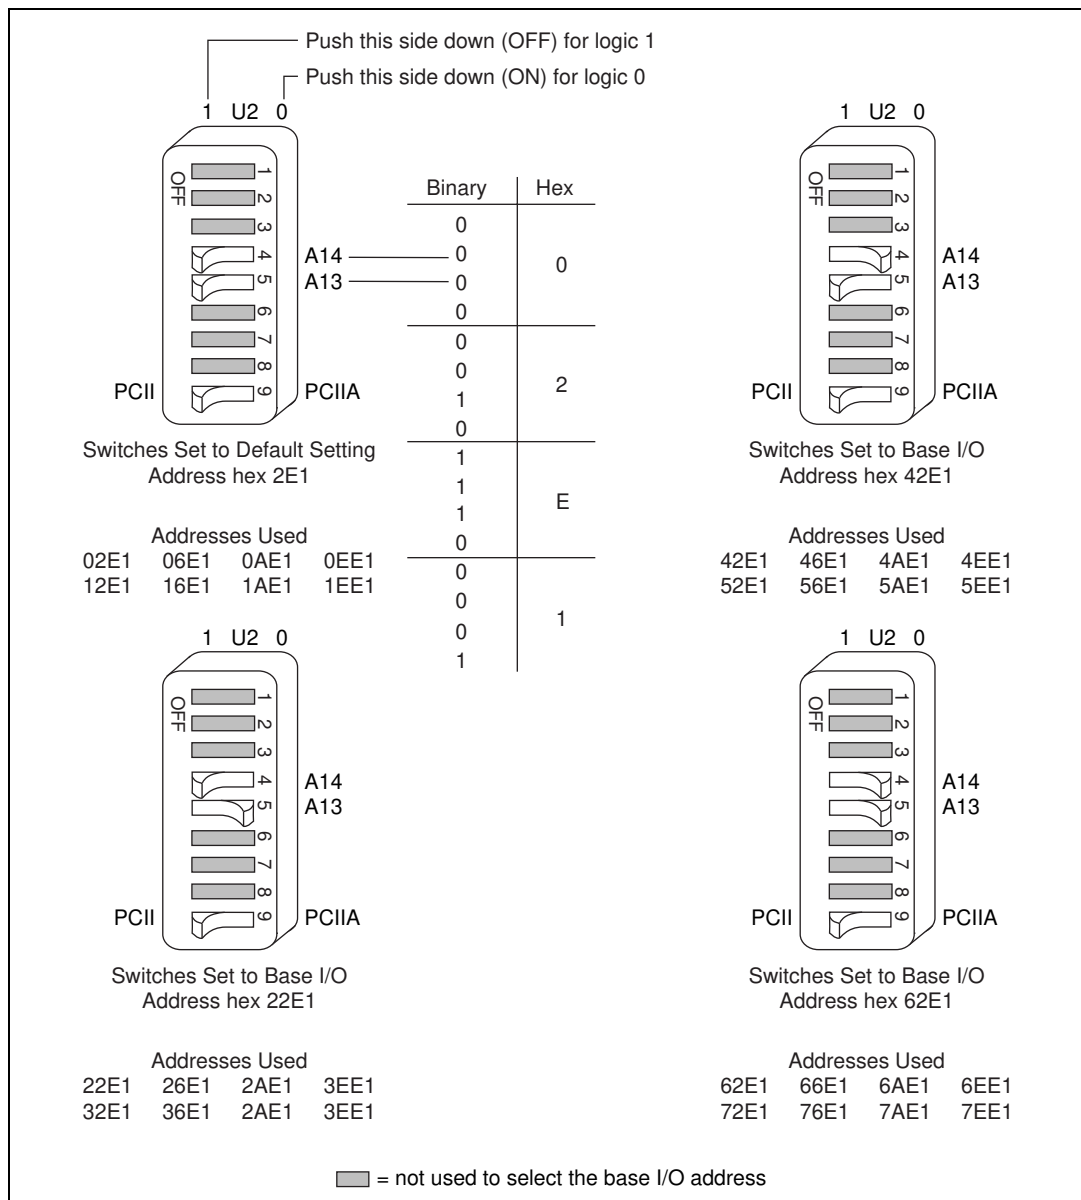 Push this side down (OFF) for logic 1
Push this side down (ON) for logic 0
1 U2 0
OFF
1
2
3
4 A14
5 A13
6
7
8
PCII 9 PCIIA
Switches Set to Default Setting
Address hex 2E1
Addresses Used
02E1 06E1 0AE1 0EE1
12E1 16E1 1AE1 1EE1
Binary Hex
0
0
0
0
0
0
0
1
0
2
1
1
1
0
E
0
0
0
1
1
1 U2 0
OFF
1
2
3
4 A14
5 A13
6
7
8
PCII 9 PCIIA
Switches Set to Base I/O
Address hex 42E1
Addresses Used
42E1 46E1 4AE1 4EE1
52E1 56E1 5AE1 5EE1
1 U2 0
OFF
1
2
3
4 A14
5 A13
6
7
8
PCII 9 PCIIA
Switches Set to Base I/O
Address hex 22E1
Addresses Used
22E1 26E1 2AE1 3EE1
32E1 36E1 2AE1 3EE1
1 U2 0
OFF
1
2
3
4 A14
5 A13
6
7
8
PCII 9 PCIIA
Switches Set to Base I/O
Address hex 62E1
Addresses Used
62E1 66E1 6AE1 6EE1
72E1 76E1 7AE1 7EE1
= not used to select the base I/O address